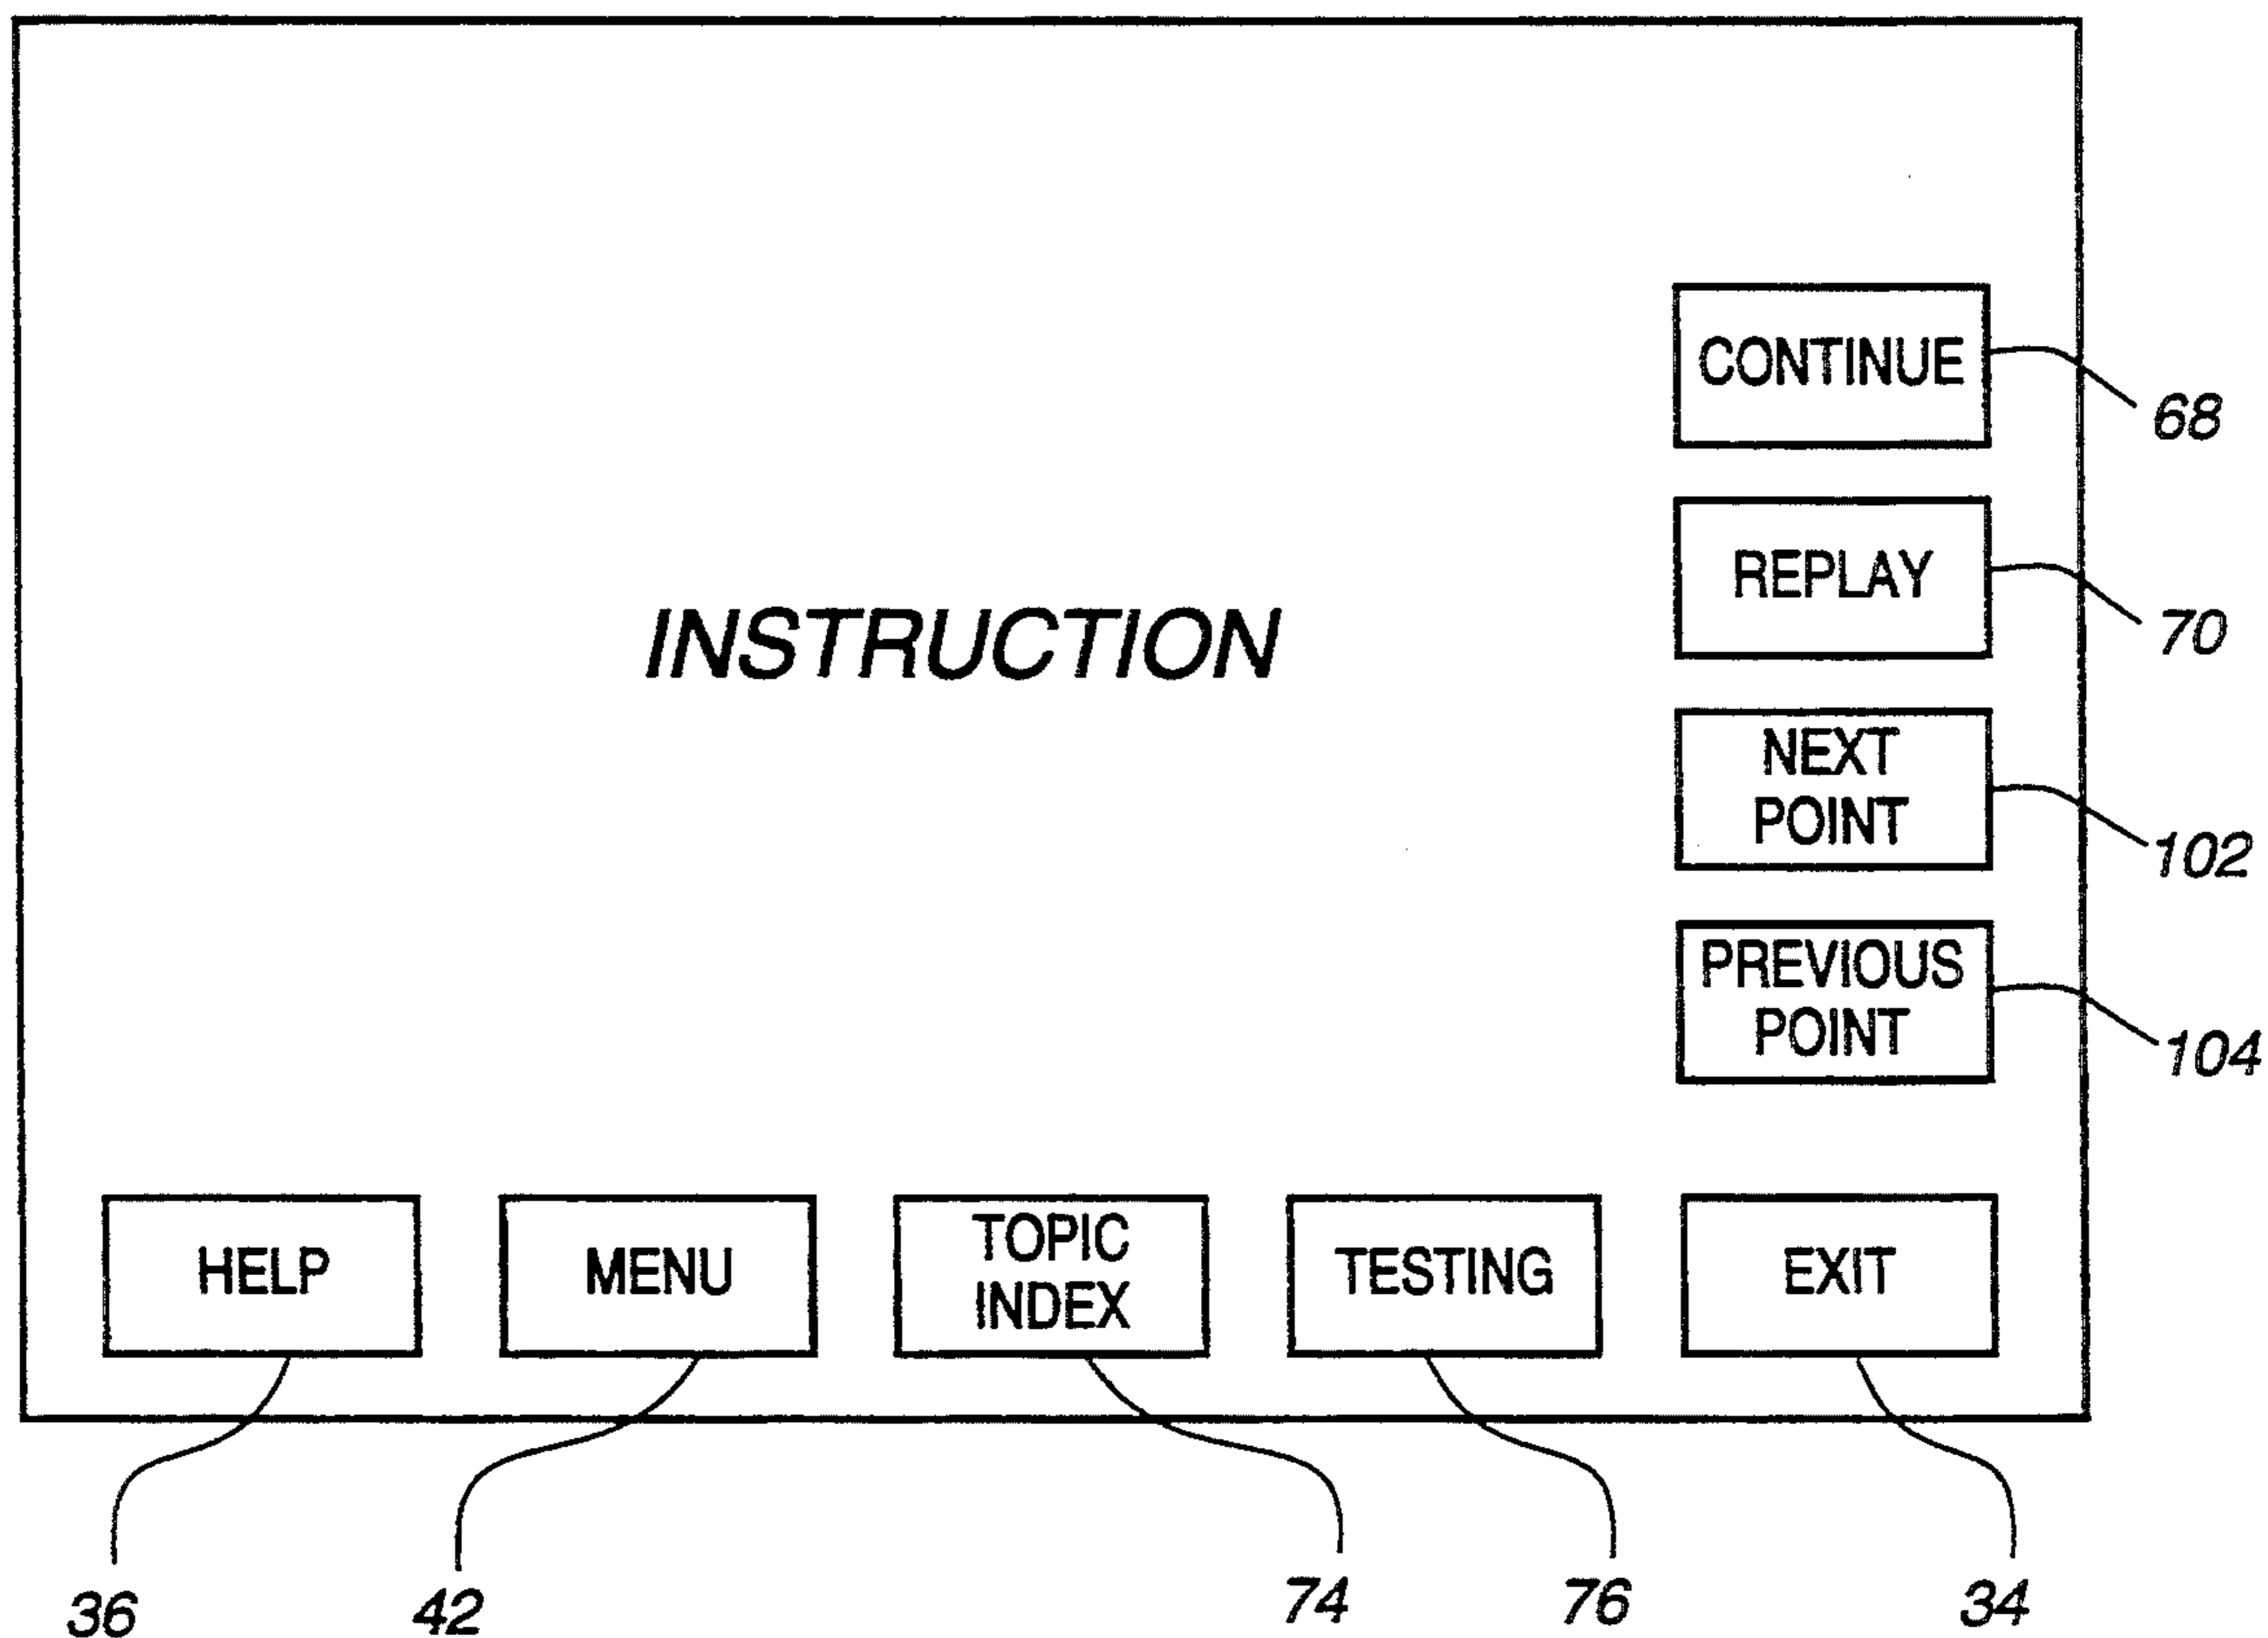 CONTINUE
68
REPLAY
70
INSTRUCTION
NEXT
POINT
102
PREVIOUS
POINT
104
HELP
MENU
TOPIC
INDEX
TESTING
EXIT
36
42
74
76
34